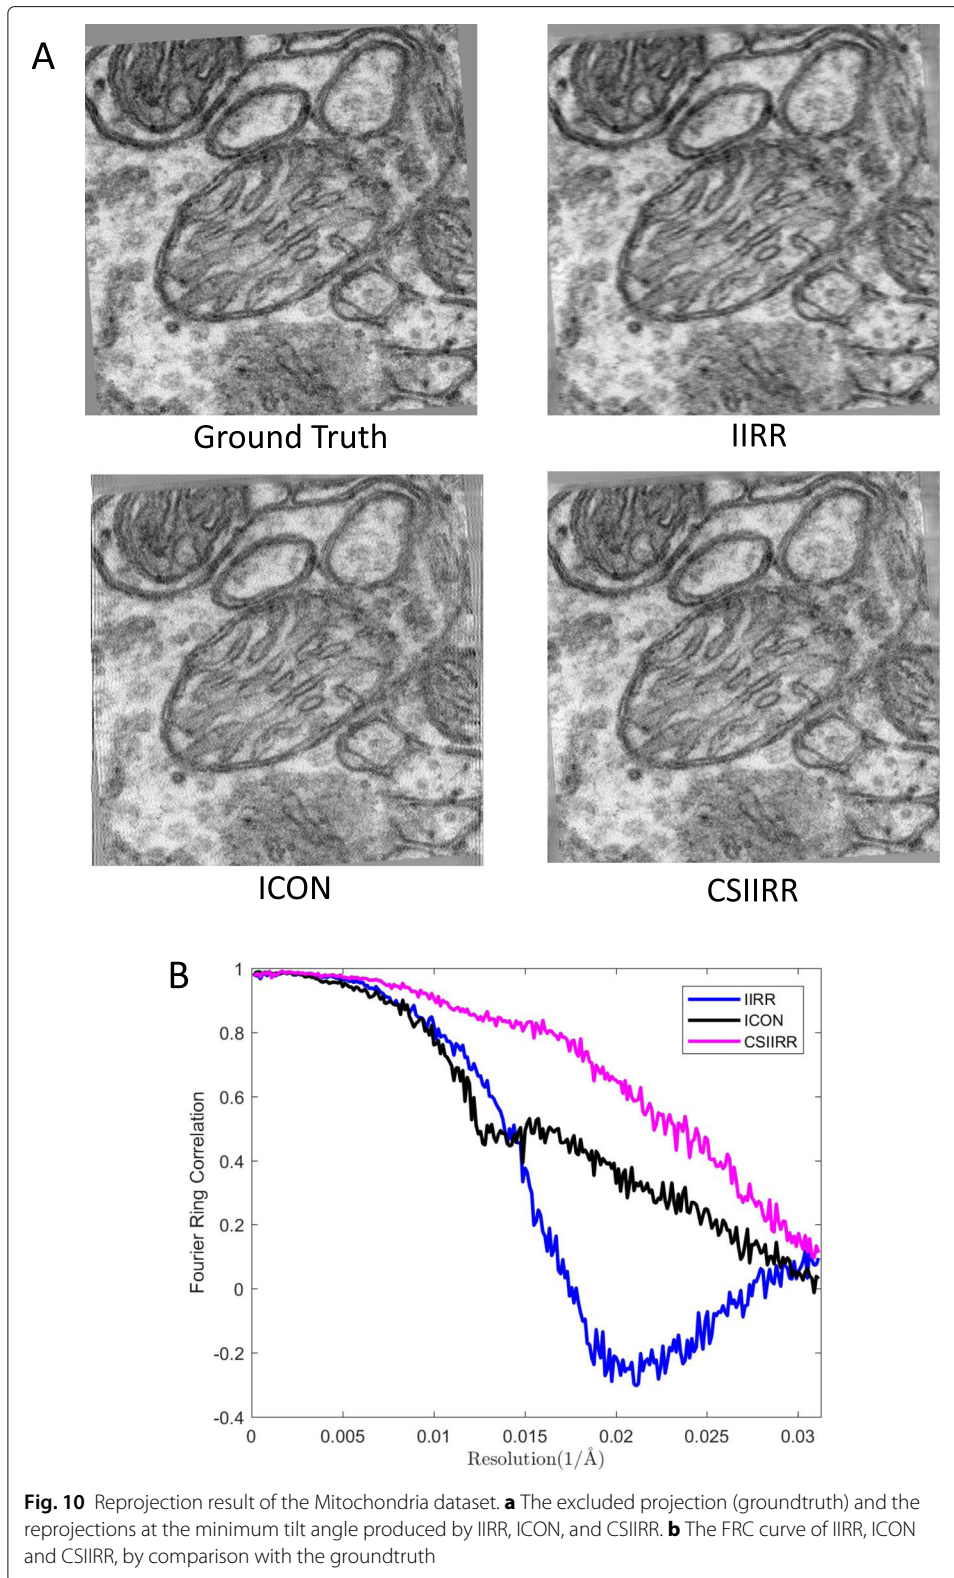 A
Ground Truth
IIRR
ICON
CSIIRR
B
1
0.8
0.6
0.4
0.2
0
-0.2
-0.4
Fourier Ring Correlation
IIRR
ICON
CSIIRR
0
0.005
0.01
0.015
0.02
0.025
0.03
Resolution(1/Å)
Fig. 10 Reprojection result of the Mitochondria dataset. a The excluded projection (groundtruth) and the
reprojections at the minimum tilt angle produced by IIRR, ICON, and CSIIRR. b The FRC curve of IIRR, ICON
and CSIIRR, by comparison with the groundtruth